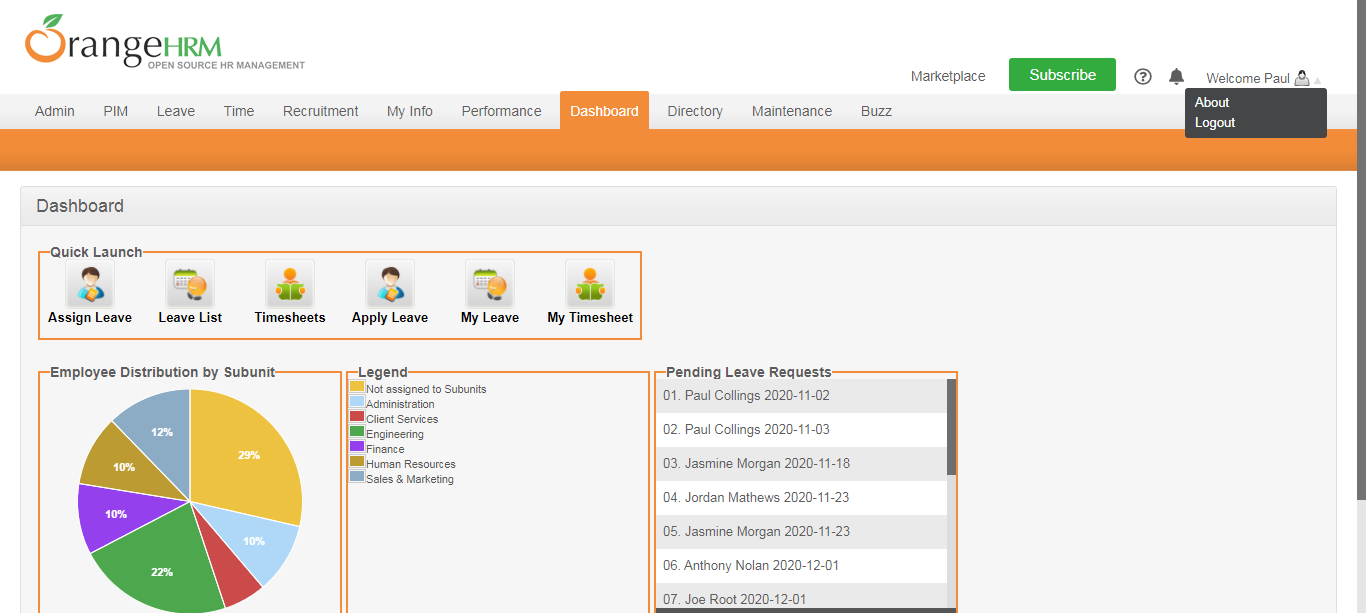 OrangeHRM
OPEN SOURCE HR MANAGEMENT
Marketplace Subscribe ? Welcome Paul
About
Logout
Admin PIM Leave Time Recruitment My Info Performance Dashboard Directory Maintenance Buzz
Dashboard
Quick Launch
Assign Leave Leave List Timesheets Apply Leave My Leave My Timesheet
Employee Distribution by Subunit
12%
29%
10%
10%
10%
22%
Legend
Not assigned to Subunits
Administration
Client Services
Engineering
Finance
Human Resources
Sales & Marketing
Pending Leave Requests
01. Paul Collings 2020-11-02
02. Paul Collings 2020-11-03
03. Jasmine Morgan 2020-11-18
04. Jordan Mathews 2020-11-23
05. Jasmine Morgan 2020-11-23
06. Anthony Nolan 2020-12-01
07. Joe Root 2020-12-01